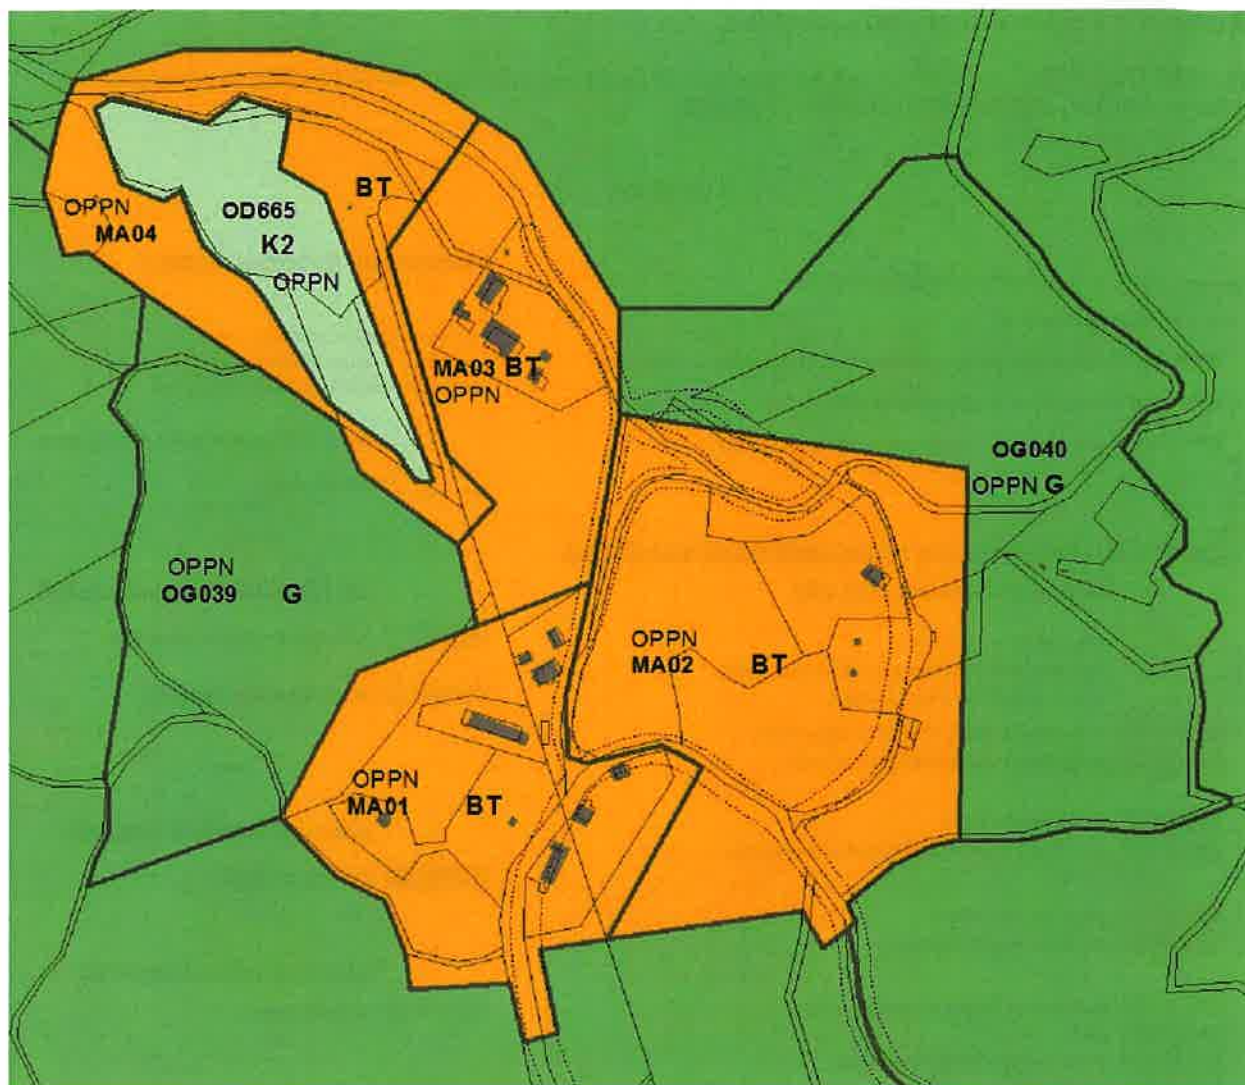 BT
OPPN
MA04
OD665
K2
OPPN
MA03 BT
OPPN
OG040
OPPN G
OPPN
OG039 G
OPPN
MA02 BT
OPPN
MA01 BT